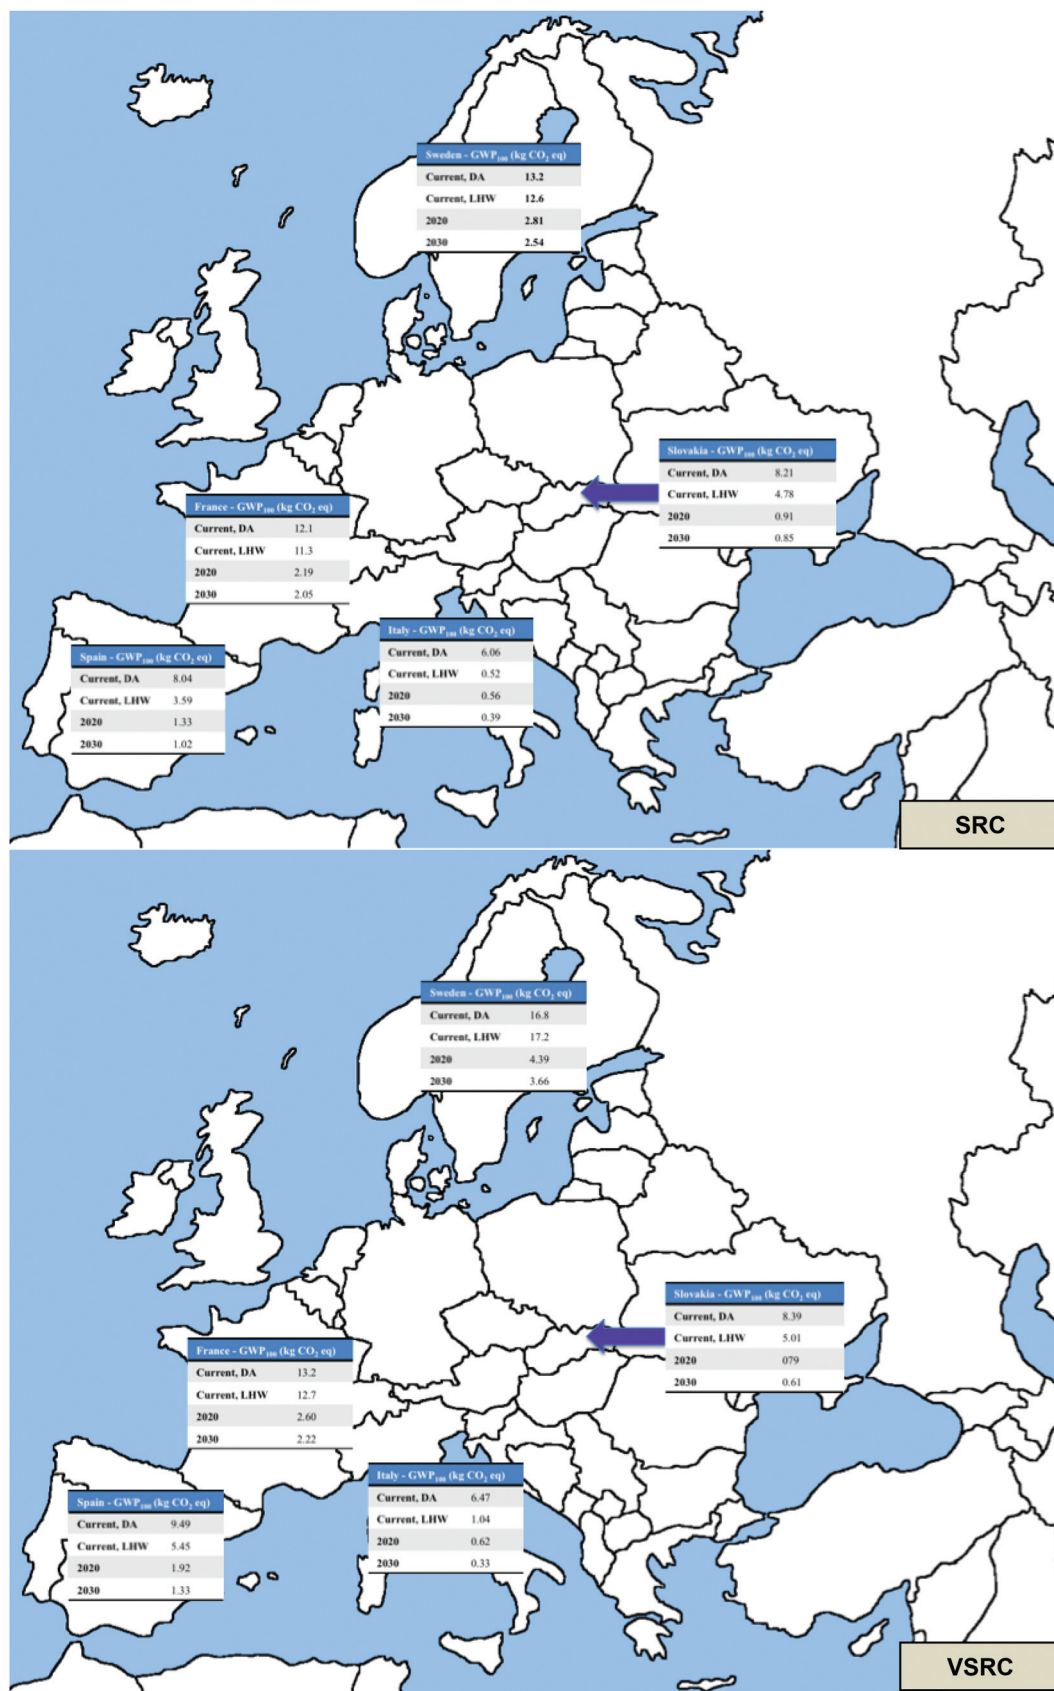 Sweden - GWP100 (kg CO2 eq)
Current, DA 13.2
Current, LHW 12.6
2020 2.81
2030 2.54
Slovakia - GWP100 (kg CO2 eq)
Current, DA 8.21
Current, LHW 4.78
2020 0.91
2030 0.85
France - GWP100 (kg CO2 eq)
Current, DA 12.1
Current, LHW 11.3
2020 2.19
2030 2.05
Italy - GWP100 (kg CO2 eq)
Current, DA 6.06
Current, LHW 0.52
2020 0.56
2030 0.39
Spain - GWP100 (kg CO2 eq)
Current, DA 8.04
Current, LHW 3.59
2020 1.33
2030 1.02
SRC
Sweden - GWP100 (kg CO2 eq)
Current, DA 16.8
Current, LHW 17.2
2020 4.39
2030 3.66
Slovakia - GWP100 (kg CO2 eq)
Current, DA 8.39
Current, LHW 5.01
2020 079
2030 0.61
France - GWP100 (kg CO2 eq)
Current, DA 13.2
Current, LHW 12.7
2020 2.60
2030 2.22
Italy - GWP100 (kg CO2 eq)
Current, DA 6.47
Current, LHW 1.04
2020 0.62
2030 0.33
Spain - GWP100 (kg CO2 eq)
Current, DA 9.49
Current, LHW 5.45
2020 1.92
2030 1.33
VSRC